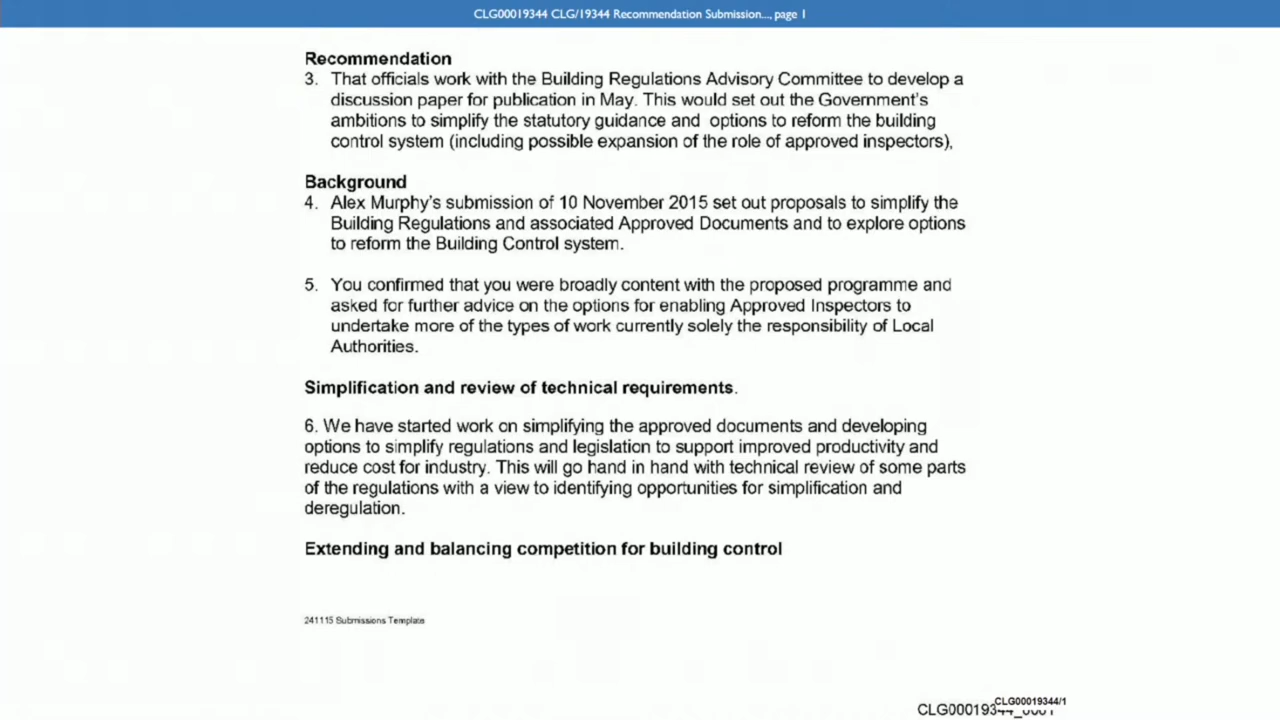 CLG00019344 CLG/19344 Recommendation Submission..., page 1
Recommendation
3. That officials work with the Building Regulations Advisory Committee to develop a
discussion paper for publication in May. This would set out the Government's
ambitions to simplify the statutory guidance and options to reform the building
control system (including possible expansion of the role of approved inspectors),
Background
4. Alex Murphy's submission of 10 November 2015 set out proposals to simplify the
Building Regulations and associated Approved Documents and to explore options
to reform the Building Control system.
5. You confirmed that you were broadly content with the proposed programme and
asked for further advice on the options for enabling Approved Inspectors to
undertake more of the types of work currently solely the responsibility of Local
Authorities.
Simplification and review of technical requirements.
6. We have started work on simplifying the approved documents and developing
options to simplify regulations and legislation to support improved productivity and
reduce cost for industry. This will go hand in hand with technical review of some parts
of the regulations with a view to identifying opportunities for simplification and
deregulation.
Extending and balancing competition for building control
241115 Submissions Template
CLG00019344/1